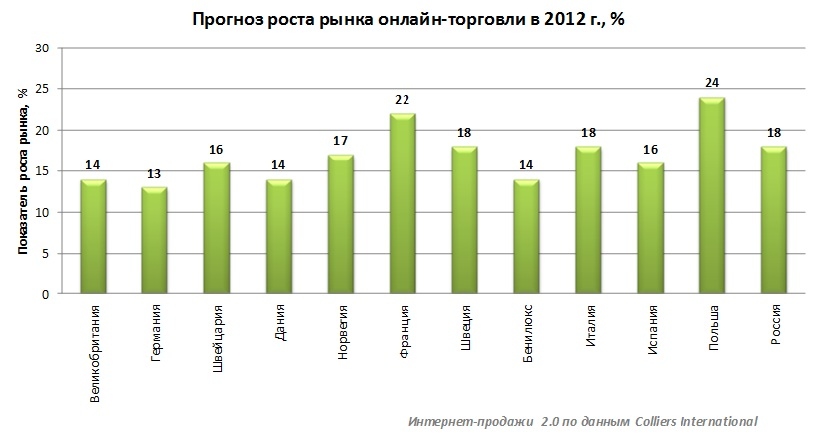 Прогноз роста рынка онлайн-торговли в 2012 г., %
Показатель роса рынка, %
30
25
20
15
10
5
0
14
13
16
14
17
22
18
14
18
16
24
18
Великобритания
Германия
Швейцария
Дания
Норвегия
Франция
Швеция
Бенилюкс
Италия
Испания
Польша
Россия
Интернет-продажи 2.0 по данным Colliers International